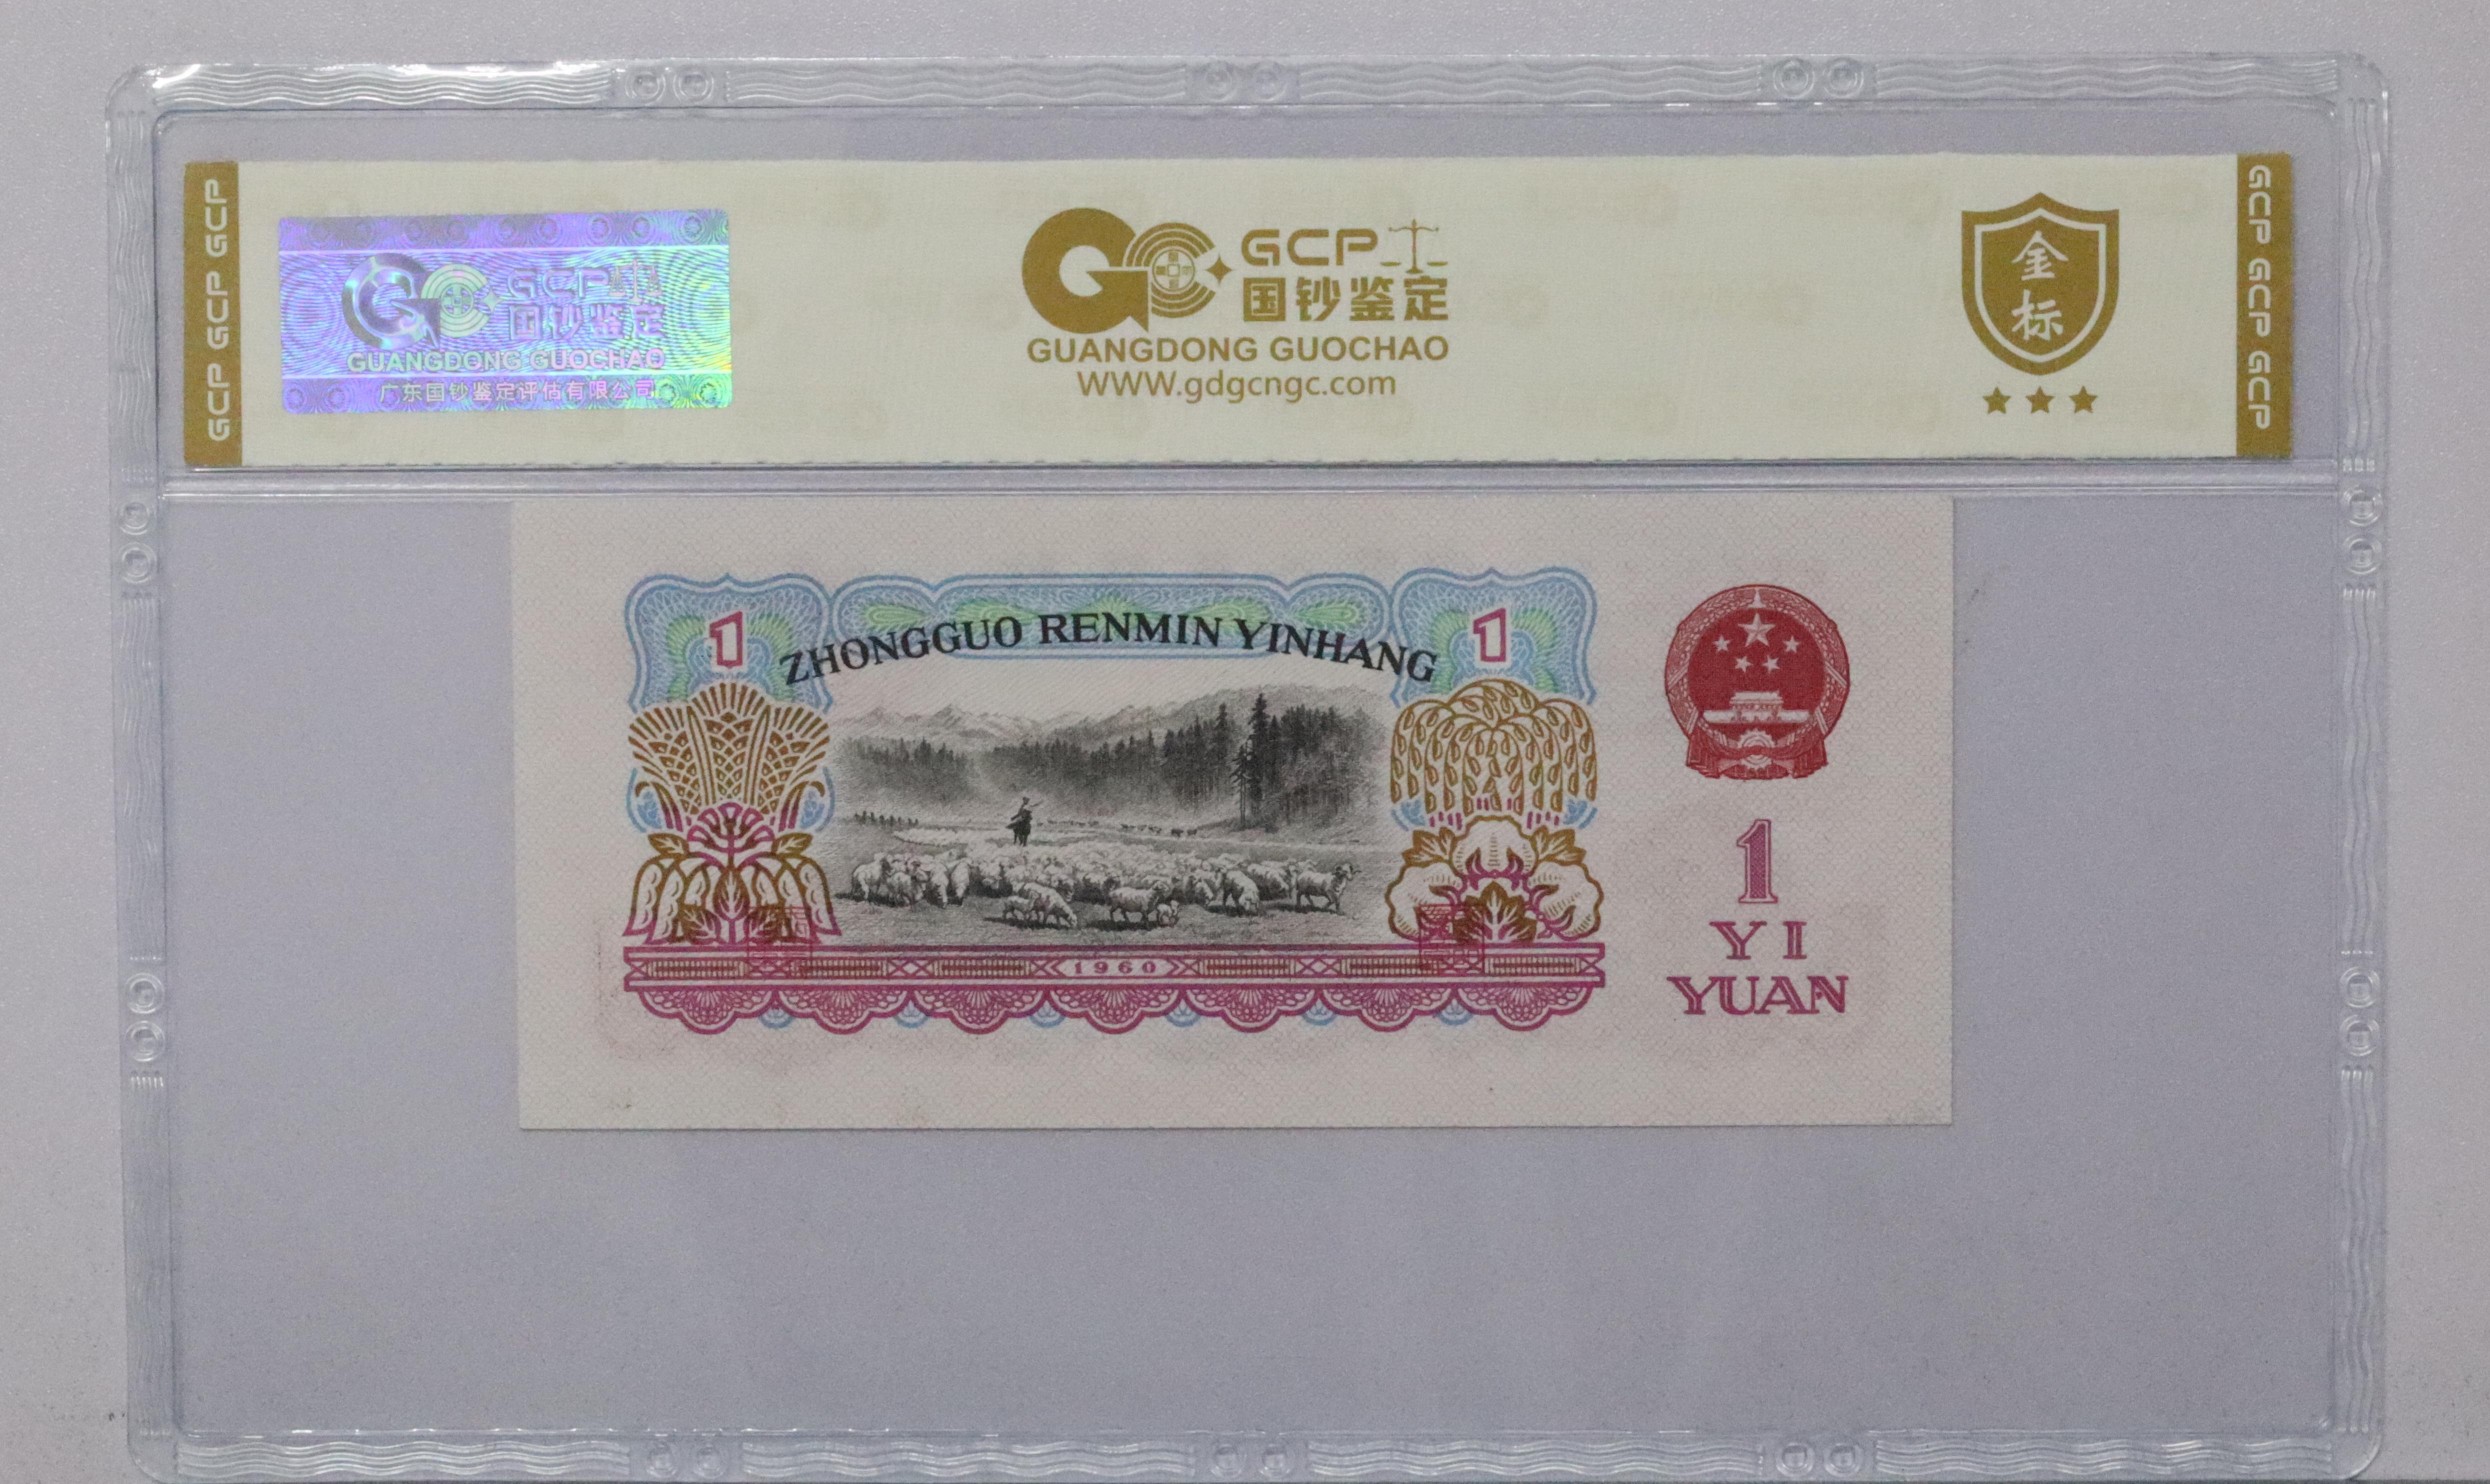 GCP GCP GCP
GCP
国钞鉴定
GUANGDONG GUOCHAO
广东国钞鉴定评估有限公司
GCP
国钞鉴定
GUANGDONG GUOCHAO
WWW.gdgcngc.com
金
标
GCP GCP GCP
1
ZHONGGUO RENMIN YINHANG
1
1960
1
YI
YUAN